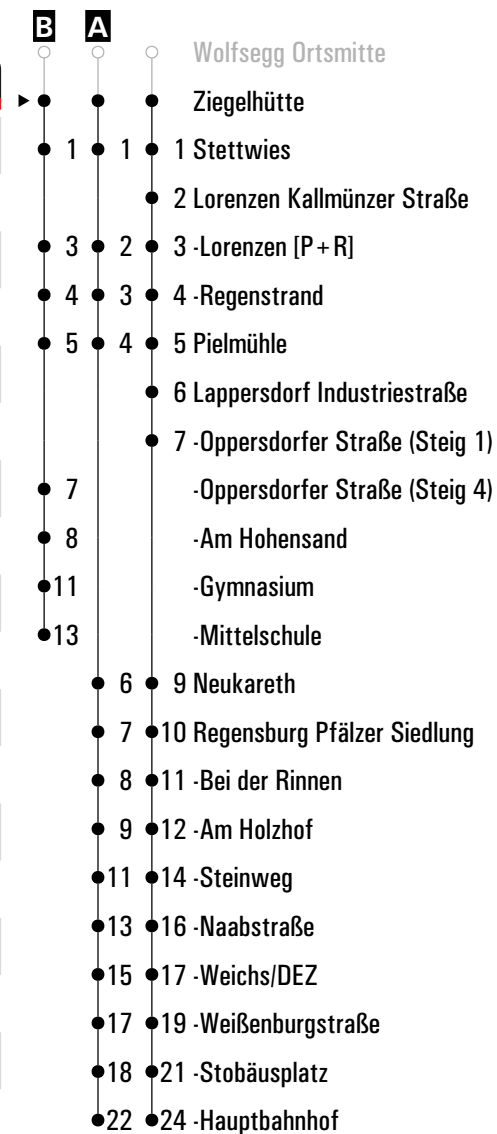 B A
Wolfsegg Ortsmitte
Ziegelhütte
1 1 1 Stettwies
2 Lorenzen Kallmünzer Straße
3 2 3 -Lorenzen [P+R]
4 3 4 -Regenstrand
5 4 5 Pielmühle
6 Lappersdorf Industriestraße
7 -Oppersdorfer Straße (Steig 1)
7 -Oppersdorfer Straße (Steig 4)
8 -Am Hohensand
11 -Gymnasium
13 -Mittelschule
6 9 Neukareth
7 10 Regensburg Pfälzer Siedlung
8 11 -Bei der Rinnen
9 12 -Am Holzhof
11 14 -Steinweg
13 16 -Naabstraße
15 17 -Weichs/DEZ
17 19 -Weißenburgstraße
18 21 -Stobäusplatz
22 24 -Hauptbahnhof